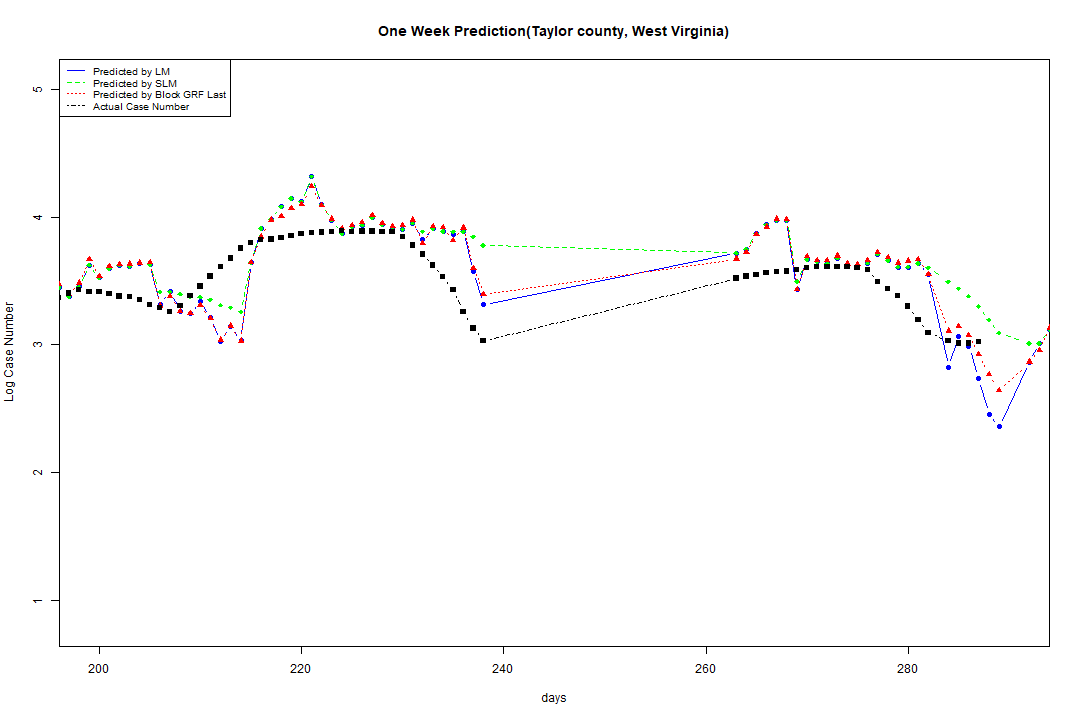 One Week Prediction(Taylor county, West Virginia)
Predicted by LM
Predicted by SLM
Predicted by Block GRF Last
Actual Case Number
5
4
3
2
1
Log Case Number
200 220 240 260 280
days